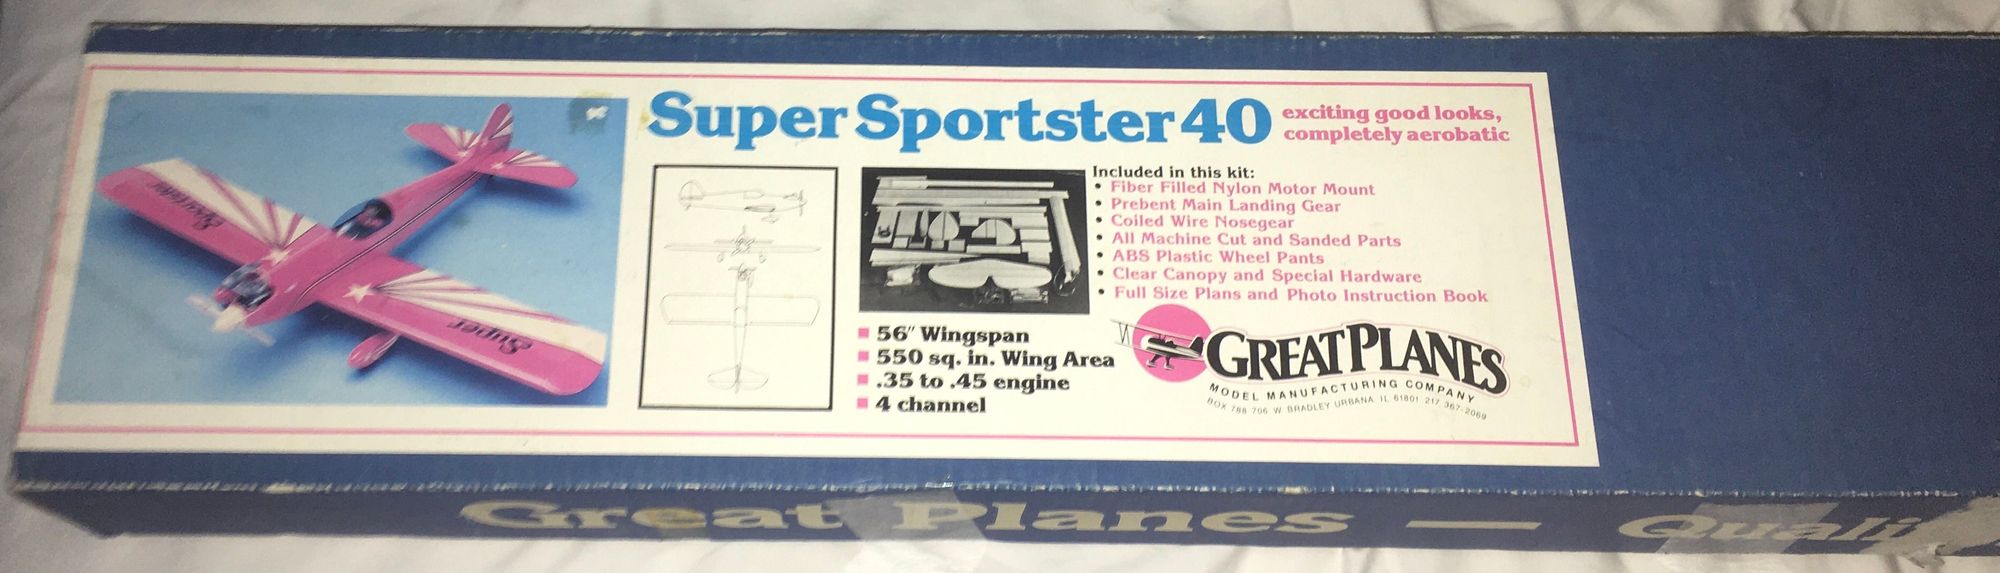 Super Sportster 40
exciting good looks,
completely aerobatic
Sportster
Super
Included in this kit:
• Fiber Filled Nylon Motor Mount
• Prebent Main Landing Gear
• Coiled Wire Nosegear
• All Machine Cut and Sanded Parts
• ABS Plastic Wheel Pants
• Clear Canopy and Special Hardware
• Full Size Plans and Photo Instruction Book
56" Wingspan
550 sq. in. Wing Area
.35 to .45 engine
4 channel
GREAT PLANES
MODEL MANUFACTURING COMPANY
BOX 788 706 W. BRADLEY URBANA IL 61801 217 367-2069
Great Planes — Quali